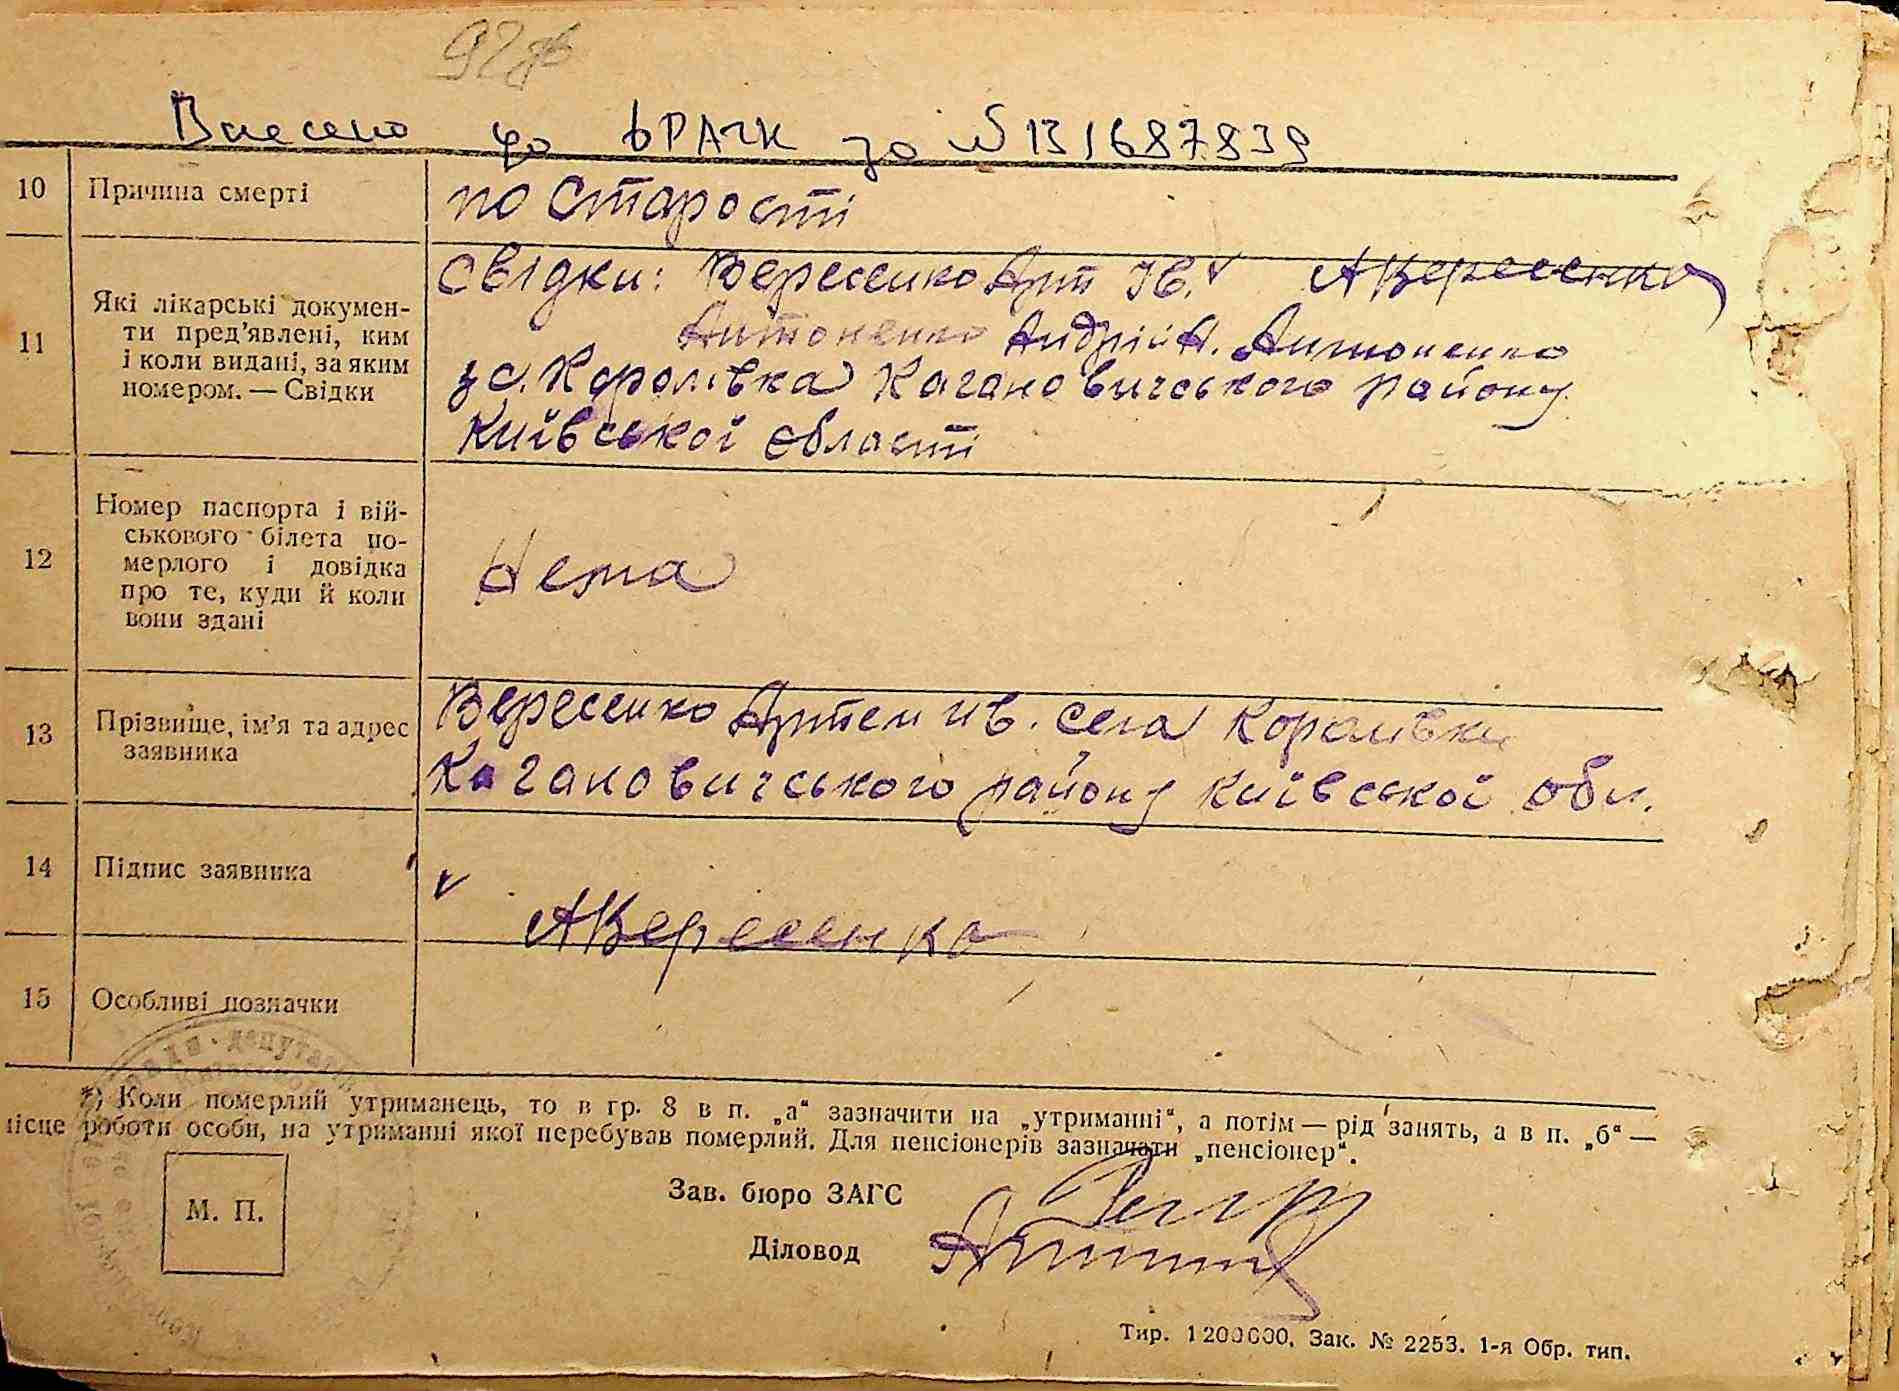 92
Внесено до ДРАЦС за №131687839
10 Причина смерті по старості
11 Які лікарські докумен-
ти пред'явлені, ким
і коли видані, за яким
номером. — Свідки
Свідки: Вересенко Арт Ів. АВересенко
Антоненко Андрій А. Антоненко
з с. Королівка Кагановичського району
Київської області
12 Номер паспорта і вій-
ськового білета по-
мерлого і довідка
про те, куди й коли
вони здані
Нема
13 Прізвище, ім'я та адрес
заявника
Вересенко Артем ив. села Королівки
Кагановичського району Київської обл.
14 Підпис заявника
АВересенко
15 Особливі позначки
*) Коли померлий утриманець, то в гр. 8 в п. „а“ зазначити на „утриманні“, а потім — рід занять, а в п. „б“ —
місце роботи особи, на утриманні якої перебував померлий. Для пенсіонерів зазначати „пенсіонер“.
М. П.
Зав. бюро ЗАГС
Діловод
Тир. 1200000. Зак. № 2253. 1-я Обр. тип.